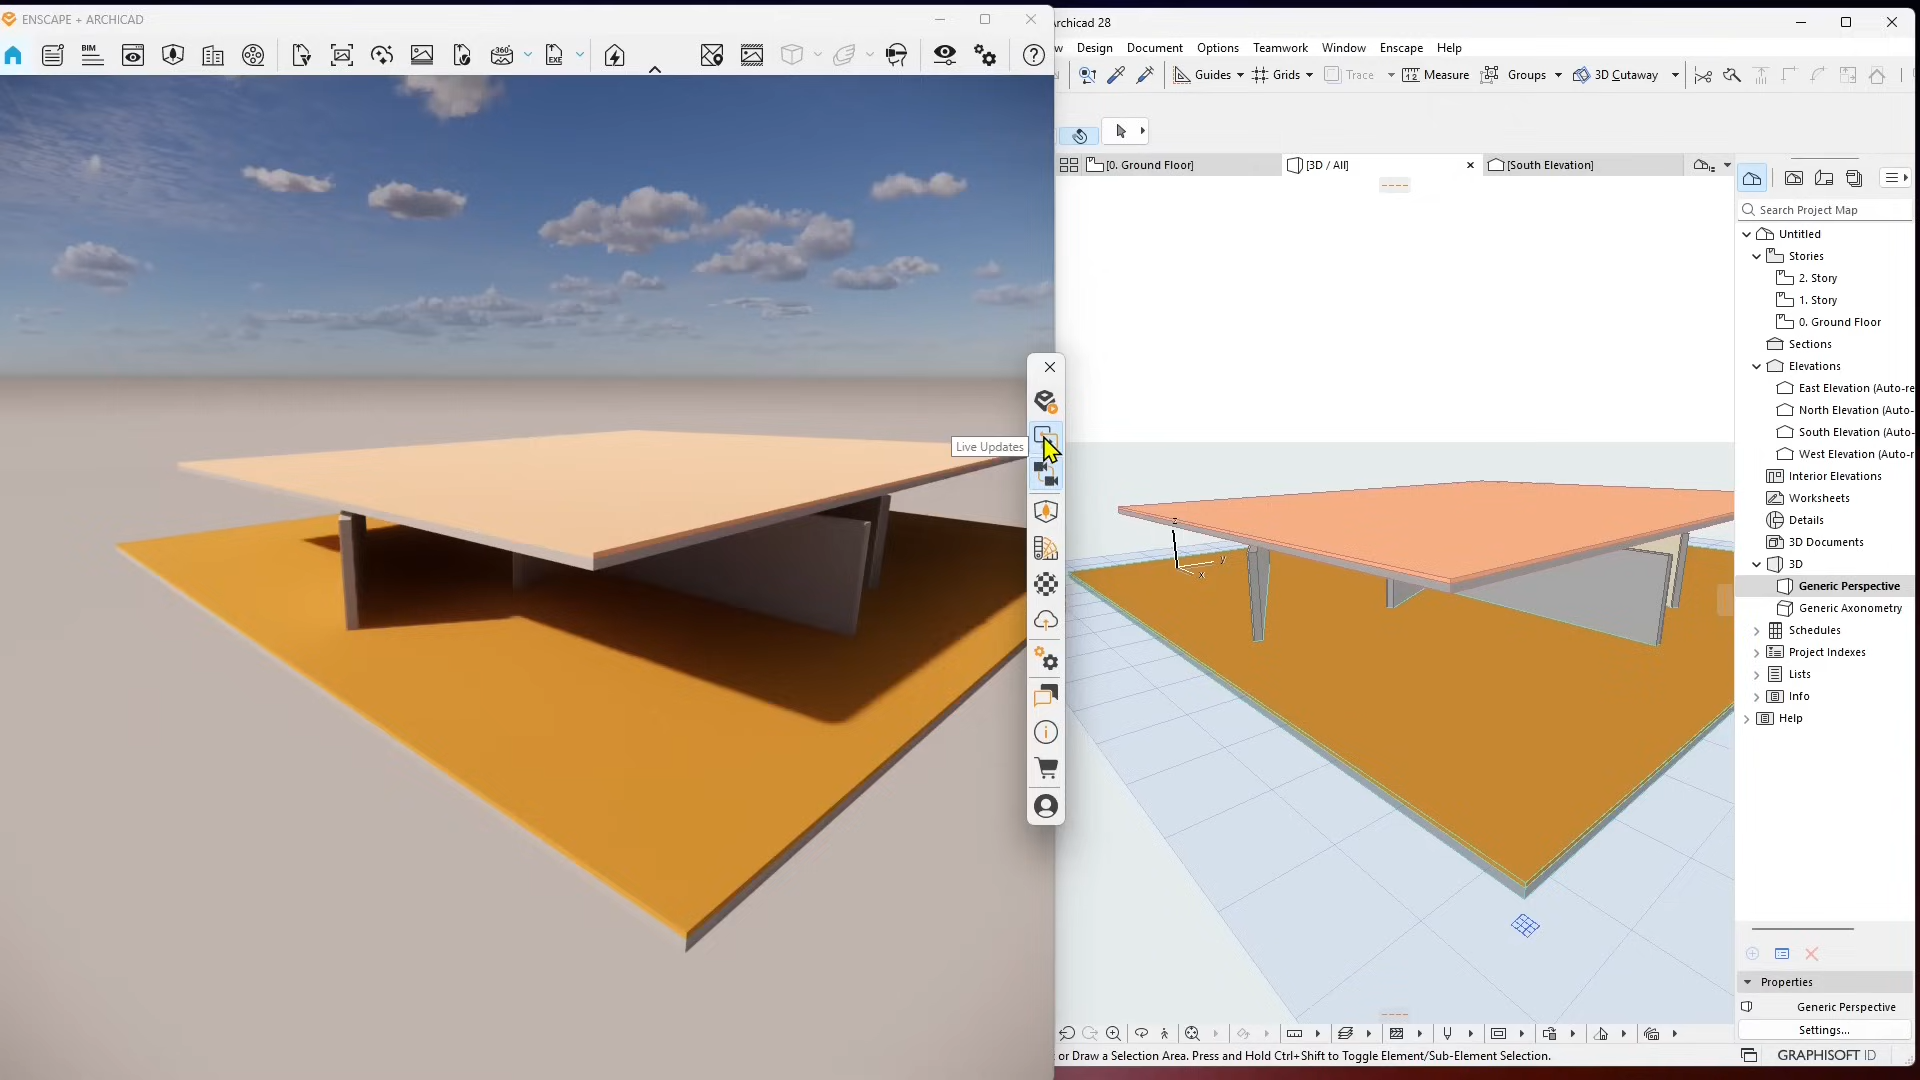 ENSCAPE + ARCHICAD
BIM
360°
EXE
Archicad 28
Design
Document
Options
Teamwork
Window
Enscape
Help
Guides
Grids
Trace
Measure
Groups
3D Cutaway
[0. Ground Floor]
[3D / All]
[South Elevation]
Search Project Map
Untitled
Stories
2. Story
1. Story
0. Ground Floor
Sections
Elevations
East Elevation (Auto-re
North Elevation (Auto-
South Elevation (Auto-r
West Elevation (Auto-r
Interior Elevations
Worksheets
Details
3D Documents
3D
Generic Perspective
Generic Axonometry
Schedules
Project Indexes
Lists
Info
Help
Live Updates
z
y
x
Properties
Generic Perspective
Settings...
or Draw a Selection Area. Press and Hold Ctrl+Shift to Toggle Element/Sub-Element Selection.
GRAPHISOFT ID